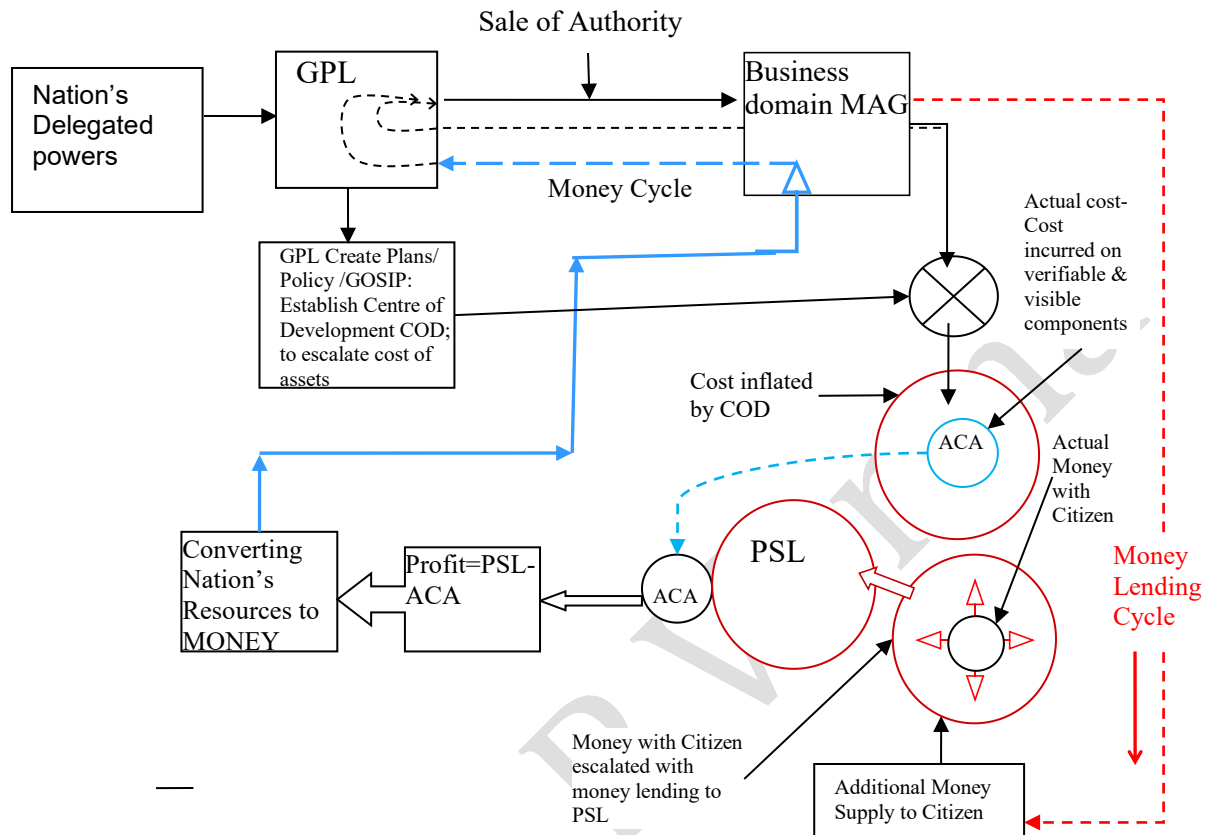 Sale of Authority
Nation's
Delegated
powers
GPL
Business
domain MAG
Money Cycle
GPL Create Plans/
Policy /GOSIP:
Establish Centre of
Development COD;
to escalate cost of
assets
Actual cost-
Cost
incurred on
verifiable &
visible
components
Cost inflated
by COD
ACA
Actual
Money
with
Citizen
Converting
Nation's
Resources to
MONEY
Profit=PSL-
ACA
ACA
PSL
Money
Lending
Cycle
Money with Citizen
escalated with
money lending to
PSL
Additional Money
Supply to Citizen